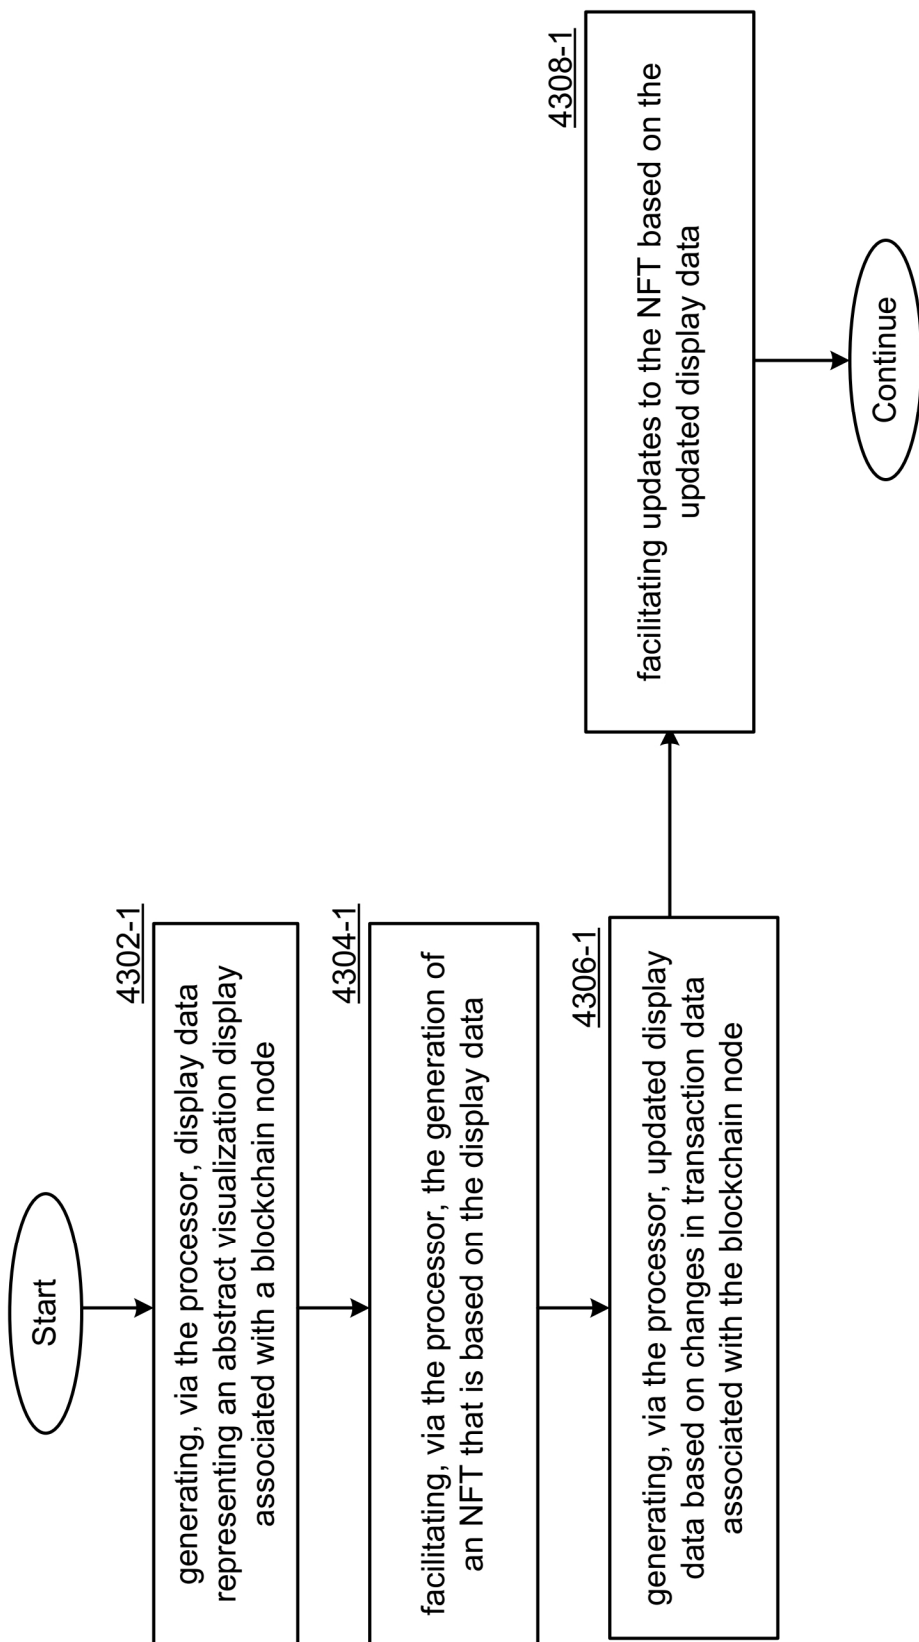 Start
4302-1
generating, via the processor, display data
representing an abstract visualization display
associated with a blockchain node
4304-1
facilitating, via the processor, the generation of
an NFT that is based on the display data
4306-1
generating, via the processor, updated display
data based on changes in transaction data
associated with the blockchain node
4308-1
facilitating updates to the NFT based on the
updated display data
Continue